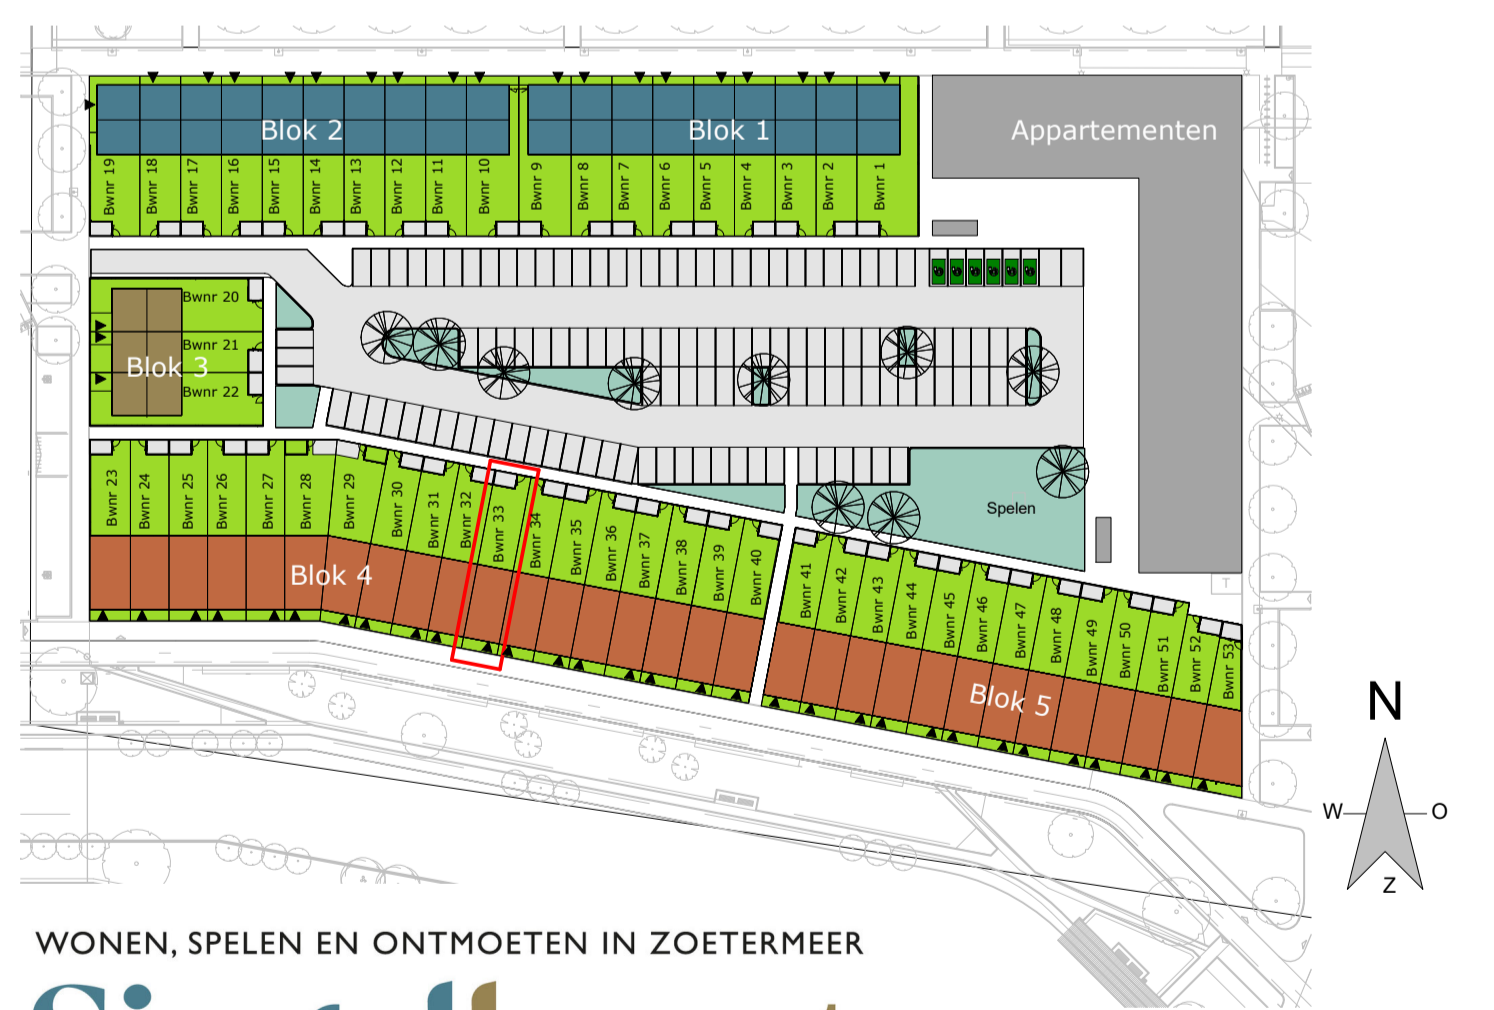 Blok 2
Blok 1
Appartementen
Bwnr 19
Bwnr 18
Bwnr 17
Bwnr 16
Bwnr 15
Bwnr 14
Bwnr 13
Bwnr 12
Bwnr 11
Bwnr 10
Bwnr 9
Bwnr 8
Bwnr 7
Bwnr 6
Bwnr 5
Bwnr 4
Bwnr 3
Bwnr 2
Bwnr 1
Bwnr 20
Bwnr 21
Blok 3
Bwnr 22
Bwnr 23
Bwnr 24
Bwnr 25
Bwnr 26
Bwnr 27
Bwnr 28
Bwnr 29
Bwnr 30
Bwnr 31
Bwnr 32
Bwnr 33
Bwnr 34
Bwnr 35
Bwnr 36
Bwnr 37
Bwnr 38
Bwnr 39
Bwnr 40
Spelen
Blok 4
Bwnr 41
Bwnr 42
Bwnr 43
Bwnr 44
Bwnr 45
Bwnr 46
Bwnr 47
Bwnr 48
Bwnr 49
Bwnr 50
Bwnr 51
Bwnr 52
Bwnr 53
T
Blok 5
N
W
O
Z
WONEN, SPELEN EN ONTMOETEN IN ZOETERMEER